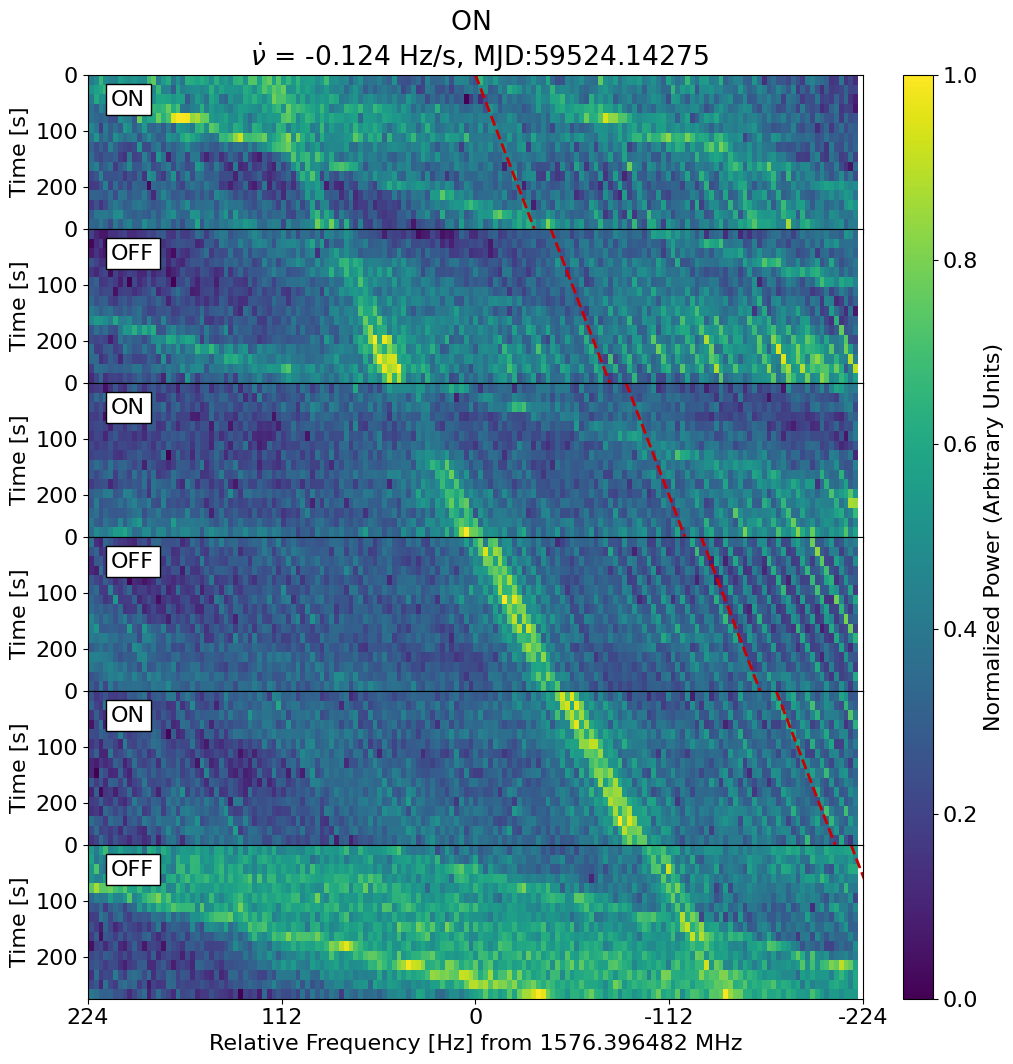 ON
ν̇ = -0.124 Hz/s, MJD:59524.14275
0
ON
100
Time [s]
200
0
OFF
100
Time [s]
200
0
ON
100
Time [s]
200
0
OFF
100
Time [s]
200
0
ON
100
Time [s]
200
0
OFF
100
Time [s]
200
224 112 0 -112 -224
Relative Frequency [Hz] from 1576.396482 MHz
1.0
0.8
0.6
0.4
0.2
0.0
Normalized Power (Arbitrary Units)